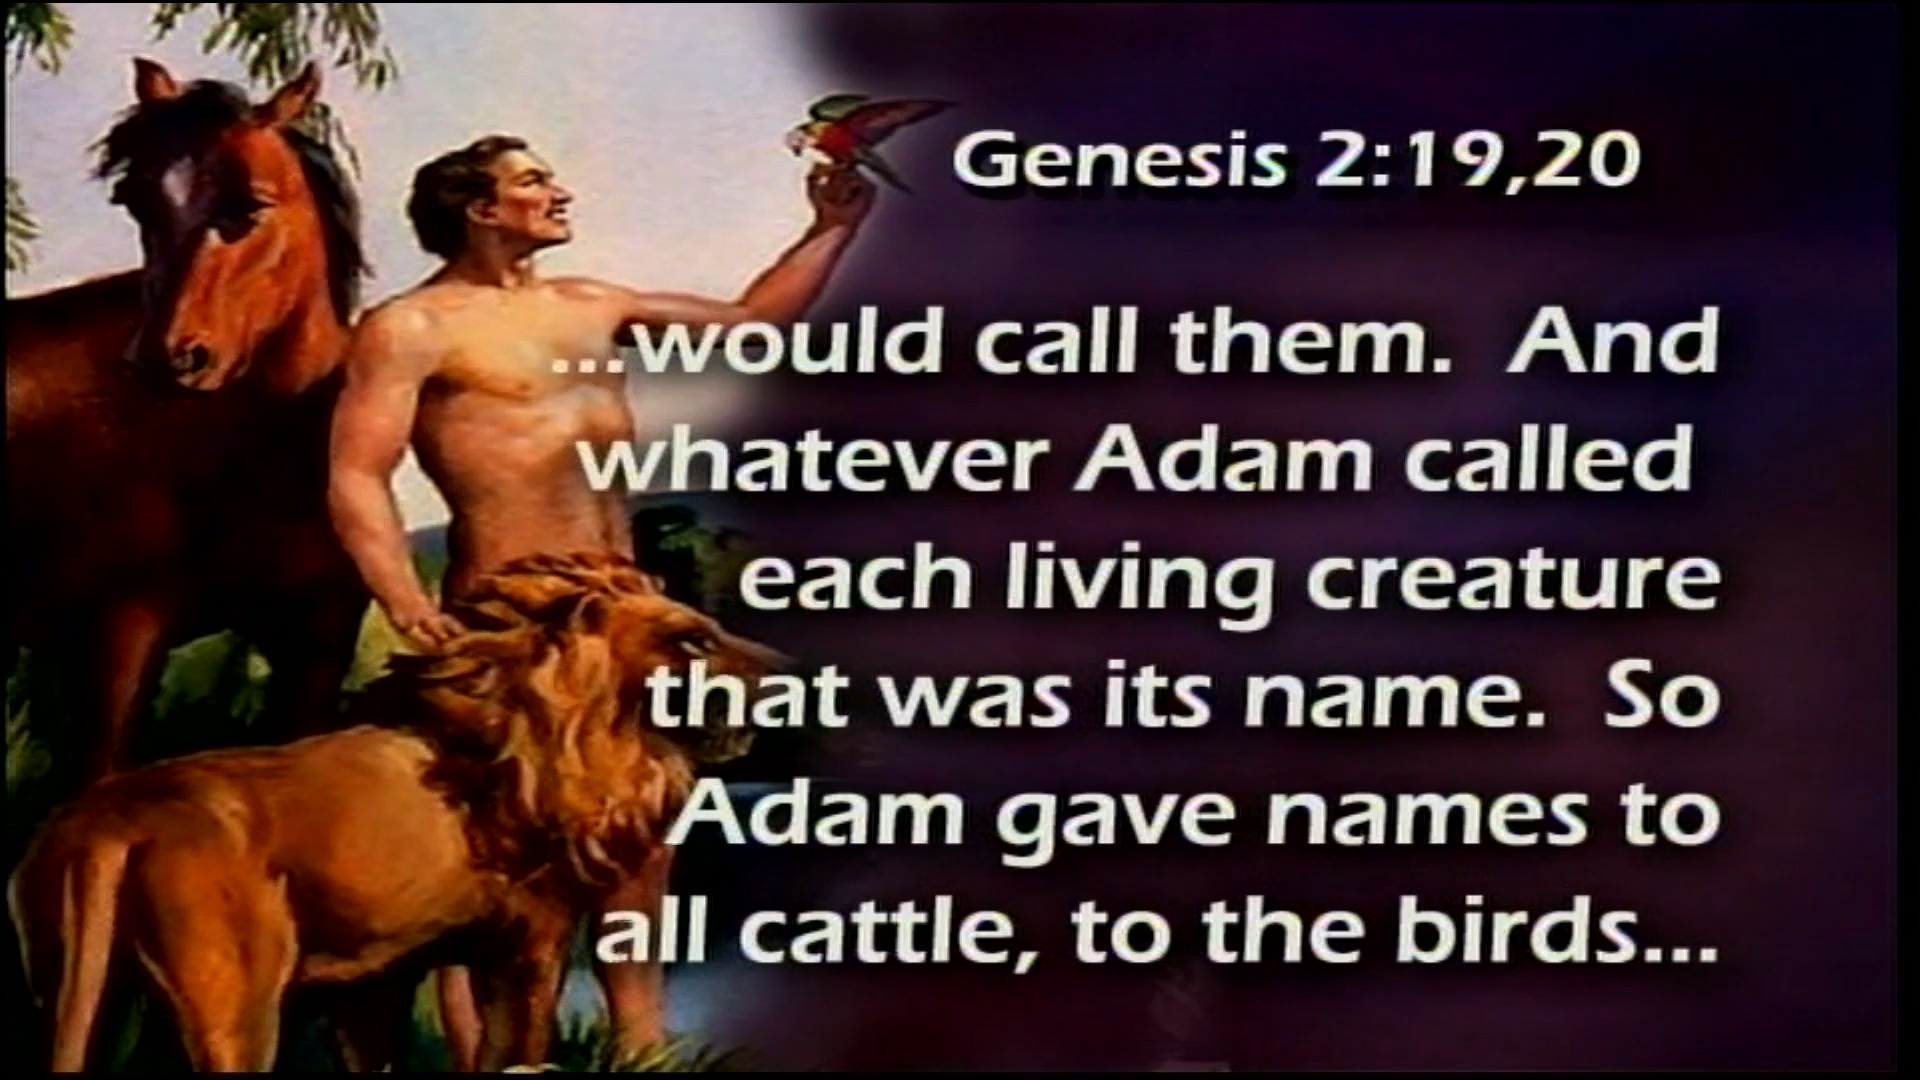 Genesis 2:19,20
...would call them. And
whatever Adam called
each living creature
that was its name. So
Adam gave names to
all cattle, to the birds...